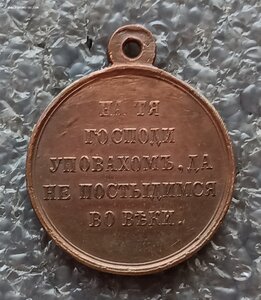 НА ТЯ
ГОСПОДИ
УПОВАХОМЪ, ДА
НЕ ПОСТЫДИМСЯ
ВО ВѢКИ.